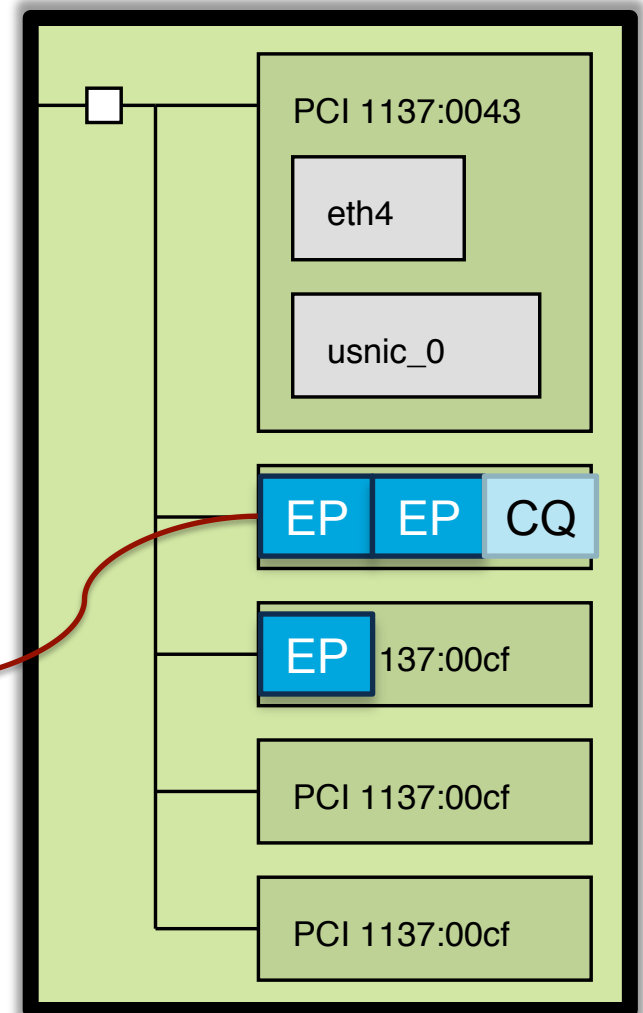 PCI 1137:0043
eth4
usnic_0
EP EP CQ
EP 137:00cf
PCI 1137:00cf
PCI 1137:00cf